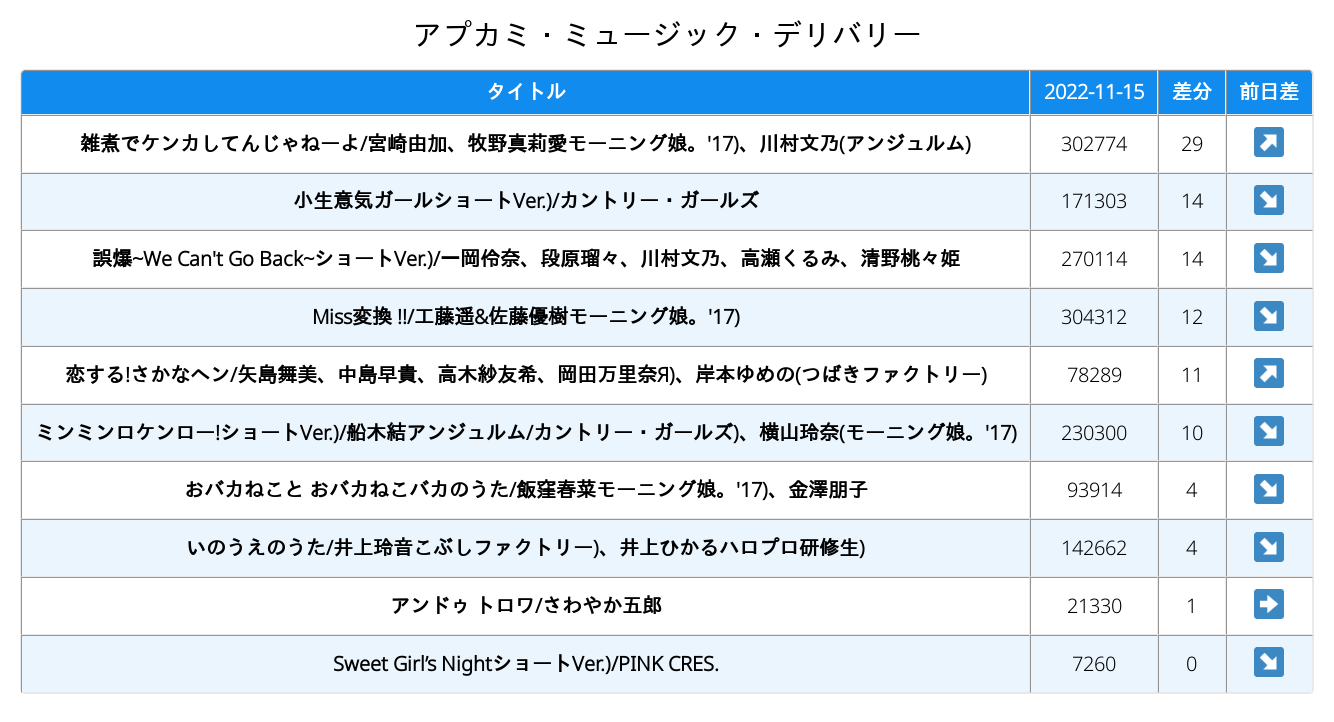 アプカミ・ミュージック・デリバリー
タイトル 2022-11-15 差分 前日差
雑煮でケンカしてんじゃねーよ/宮崎由加、牧野真莉愛モーニング娘。'17)、川村文乃(アンジュルム) 302774 29 ↗
小生意気ガールショートVer.)/カントリー・ガールズ 171303 14 ↘
誤爆~We Can't Go Back~ショートVer.)/一岡伶奈、段原瑠々、川村文乃、高瀬くるみ、清野桃々姫 270114 14 ↘
Miss変換 !!/工藤遥&佐藤優樹モーニング娘。'17) 304312 12 ↘
恋する!さかなヘン/矢島舞美、中島早貴、高木紗友希、岡田万里奈Я)、岸本ゆめの(つばきファクトリー) 78289 11 ↗
ミンミンロケンロー!ショートVer.)/船木結アンジュルム/カントリー・ガールズ)、横山玲奈(モーニング娘。'17) 230300 10 ↘
おバカねこと おバカねこバカのうた/飯窪春菜モーニング娘。'17)、金澤朋子 93914 4 ↘
いのうえのうた/井上玲音こぶしファクトリー)、井上ひかるハロプロ研修生) 142662 4 ↘
アンドゥ トロワ/さわやか五郎 21330 1 ➡
Sweet Girl’s NightショートVer.)/PINK CRES. 7260 0 ↘